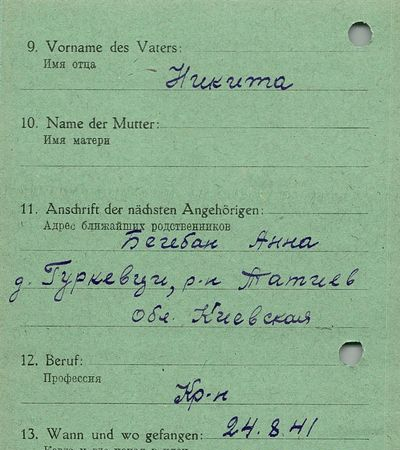 9. Vorname des Vaters:
Имя отца
Никита
10. Name der Mutter:
Имя матери
11. Anschrift der nächsten Angehörigen:
Адрес ближайших родственников
Бегебан Анна
д. Гуркевци, р-н Татиев
Обл. Киевская
12. Beruf:
Профессия
Кр-н
13. Wann und wo gefangen: 24.8.41